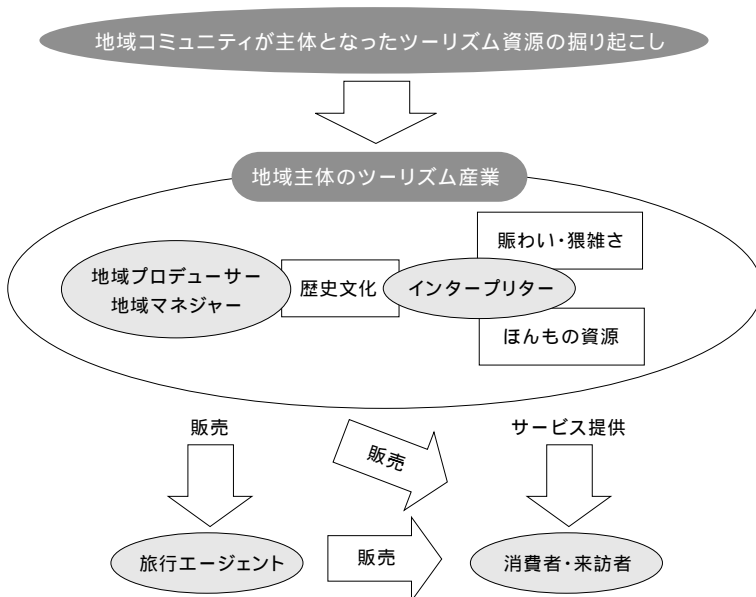 地域コミュニティが主体となったツーリズム資源の掘り起こし
地域主体のツーリズム産業
賑わい・猥雑さ
地域プロデューサー
地域マネジャー
歴史文化
インタープリター
ほんもの資源
販売
販売
サービス提供
旅行エージェント
販売
消費者・来訪者